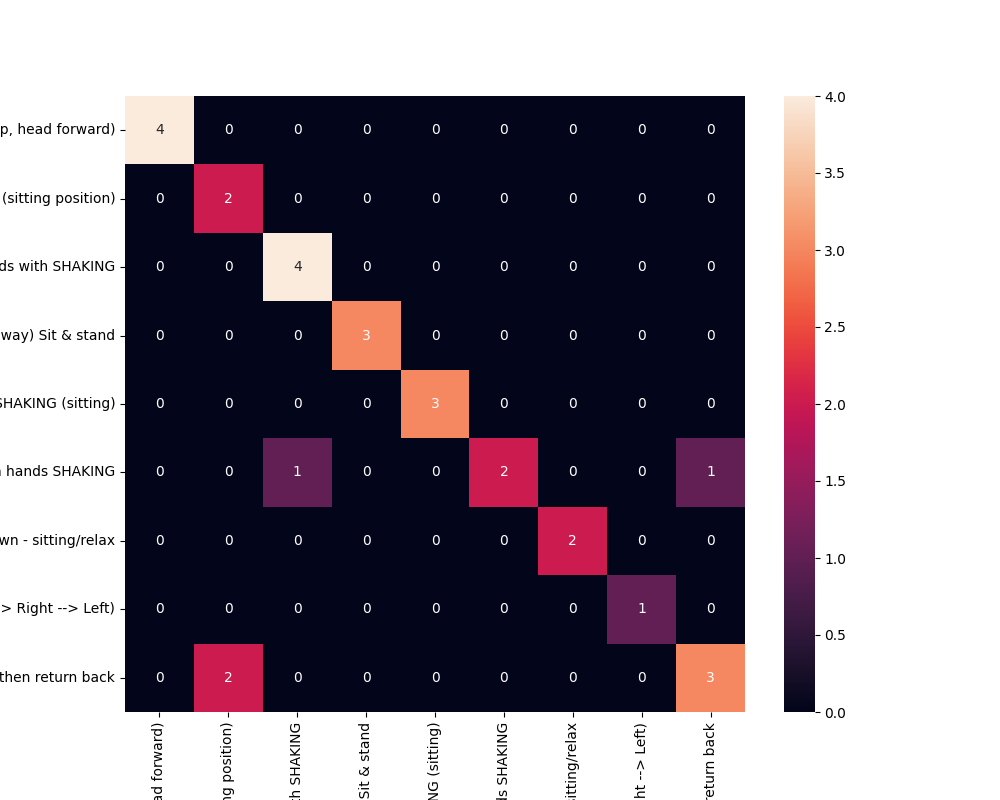 p, head forward) 4 0 0 0 0 0 0 0 0
(sitting position) 0 2 0 0 0 0 0 0 0
ds with SHAKING 0 0 4 0 0 0 0 0 0
way) Sit & stand 0 0 0 3 0 0 0 0 0
SHAKING (sitting) 0 0 0 0 3 0 0 0 0
hands SHAKING 0 0 1 0 0 2 0 0 1
wn - sitting/relax 0 0 0 0 0 0 2 0 0
> Right --> Left) 0 0 0 0 0 0 0 1 0
then return back 0 2 0 0 0 0 0 0 3
ad forward)
ng position)
th SHAKING
Sit & stand
NG (sitting)
ds SHAKING
sitting/relax
ht --> Left)
return back
4.0
3.5
3.0
2.5
2.0
1.5
1.0
0.5
0.0